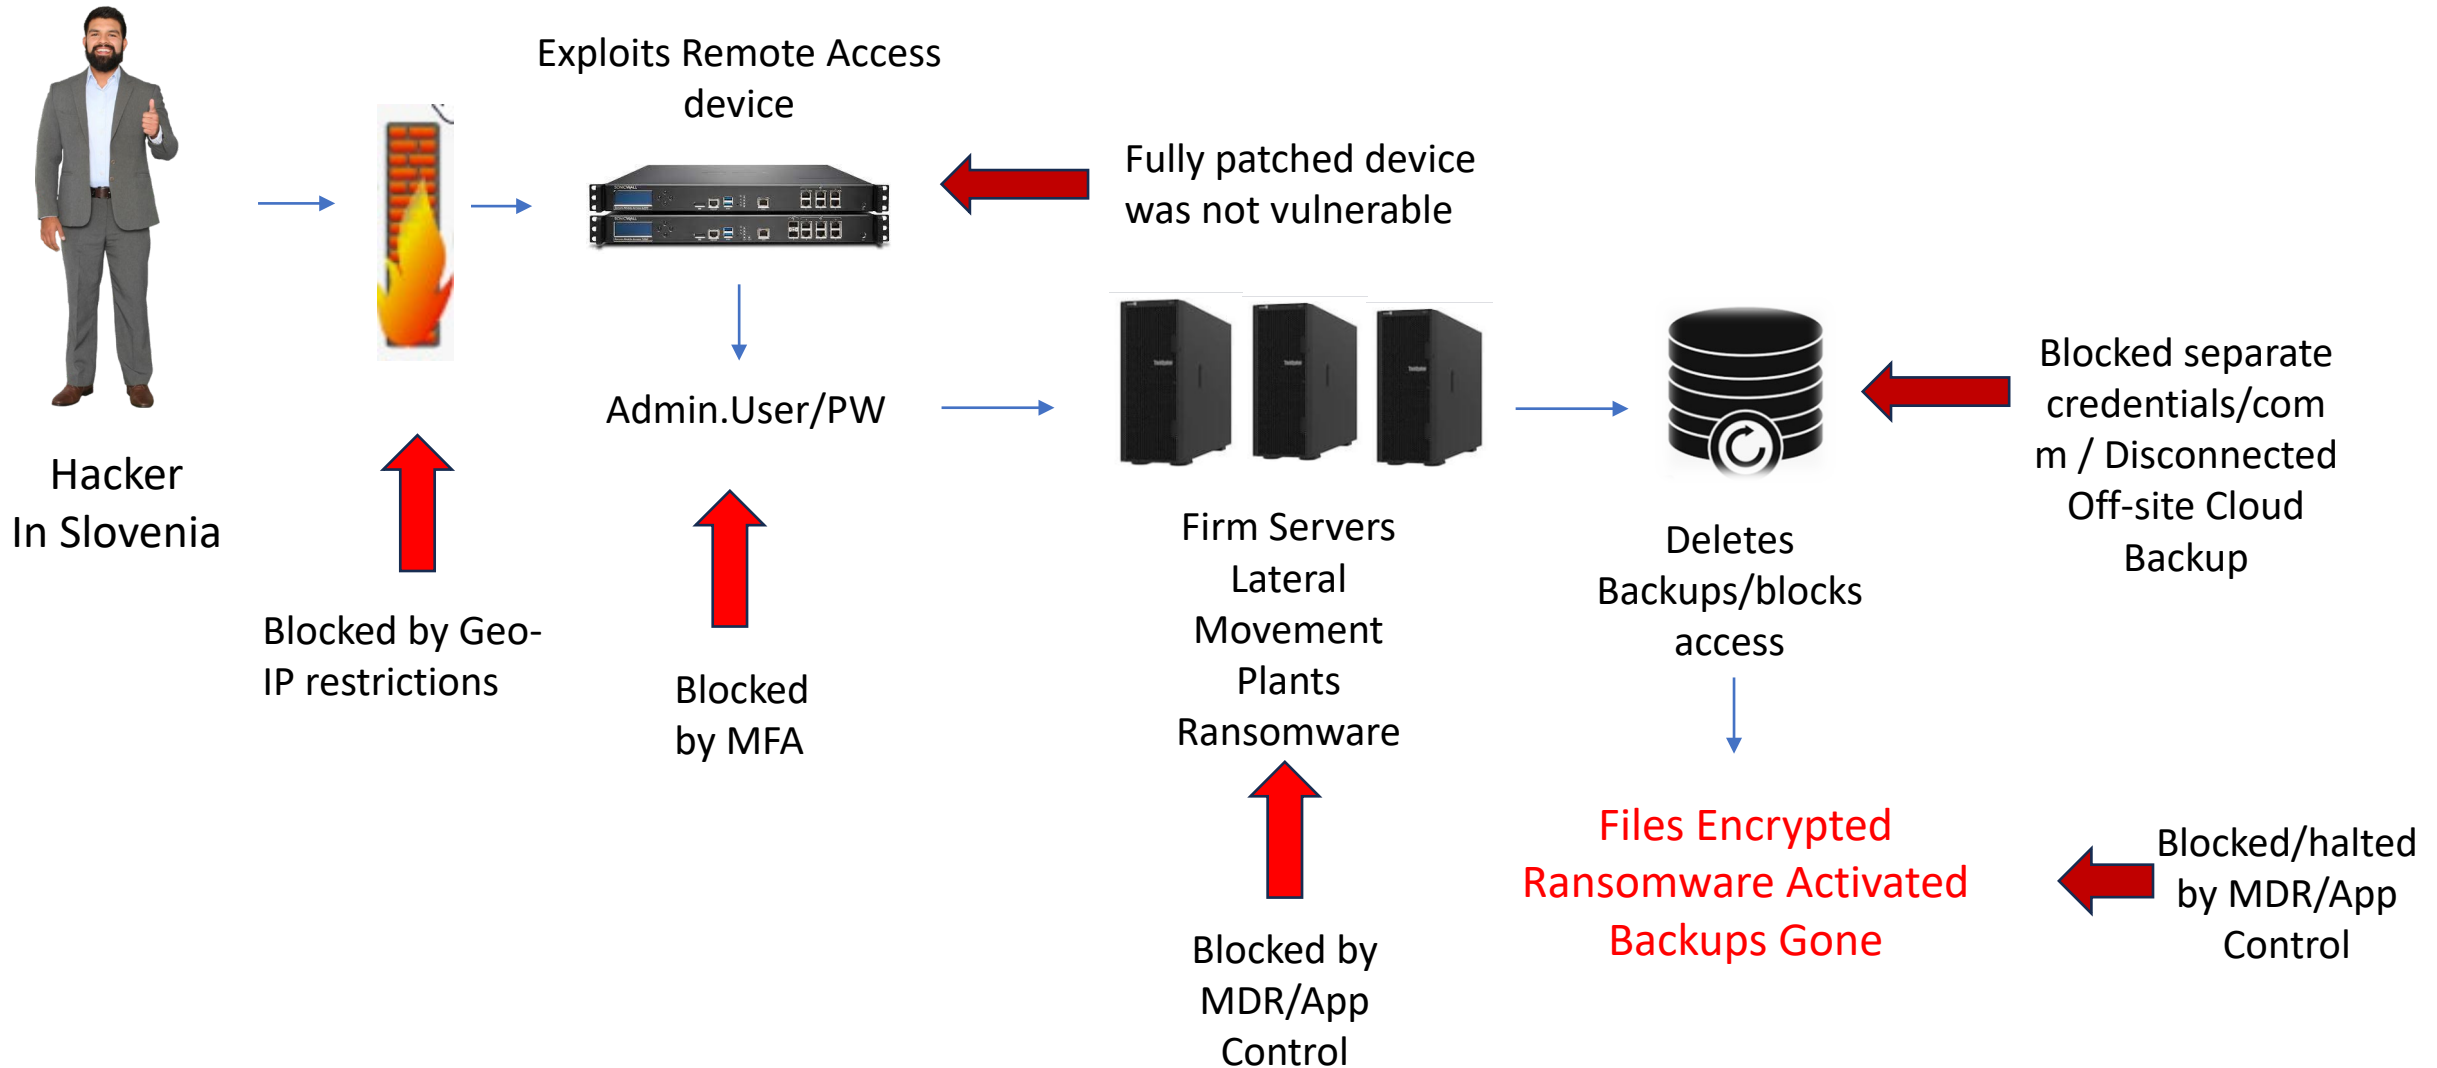 Exploits Remote Access
device
Fully patched device
was not vulnerable
Hacker
In Slovenia
Admin.User/PW
Blocked by Geo-
IP restrictions
Blocked
by MFA
Firm Servers
Lateral
Movement
Plants
Ransomware
Blocked by
MDR/App
Control
Deletes
Backups/blocks
access
Blocked separate
credentials/com
m / Disconnected
Off-site Cloud
Backup
Files Encrypted
Ransomware Activated
Backups Gone
Blocked/halted
by MDR/App
Control